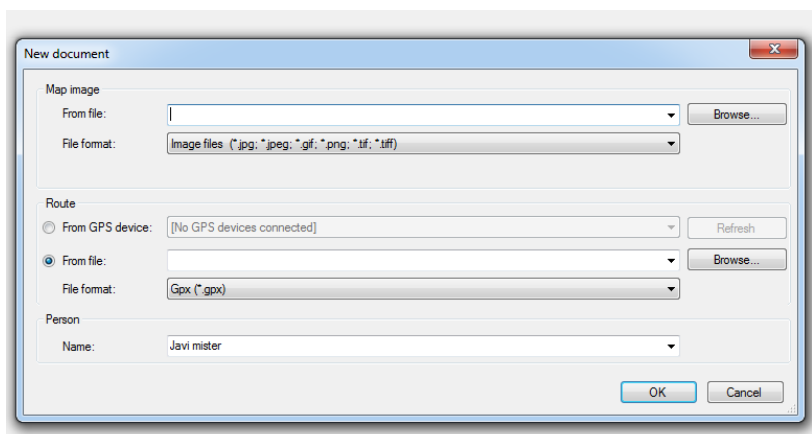 New document
Map image
From file:
Browse...
File format:
Image files (*.jpg; *.jpeg; *.gif; *.png; *.tif; *.tiff)
Route
From GPS device:
[No GPS devices connected]
Refresh
From file:
Browse...
File format:
Gpx (*.gpx)
Person
Name:
Javi mister
OK
Cancel